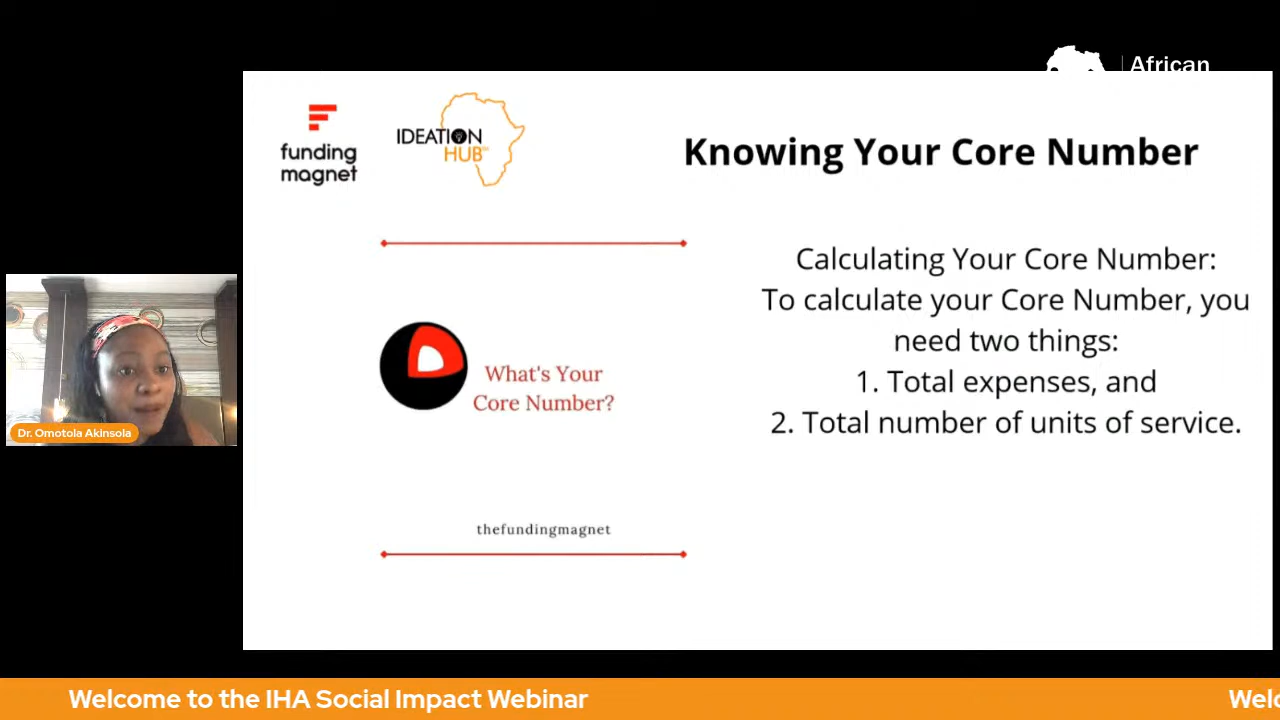 African
funding
magnet
IDEATION
HUB
Knowing Your Core Number
Calculating Your Core Number:
To calculate your Core Number, you
need two things:
1. Total expenses, and
2. Total number of units of service.
What's Your
Core Number?
thefundingmagnet
Dr. Omotola Akinsola
Welcome to the IHA Social Impact Webinar
Welc